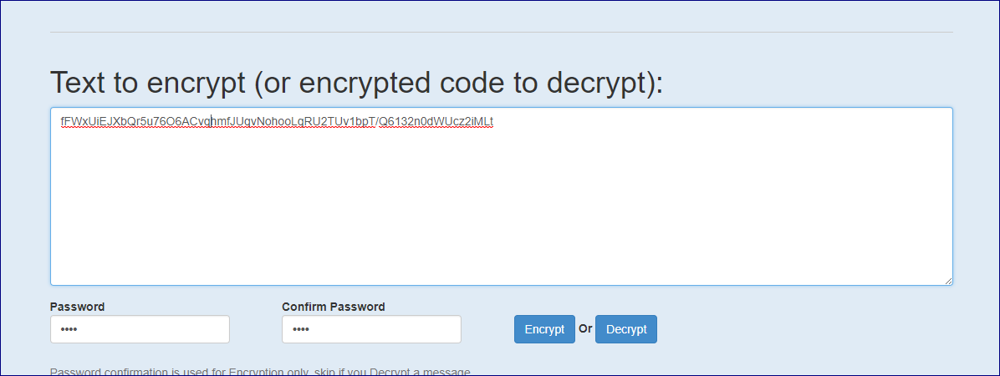 Text to encrypt (or encrypted code to decrypt):
fFWxUiEJXbQr5u76O6ACvqhmfJUgvNohooLgRU2TUv1bpT/Q6132n0dWUcz2iMLt
Password
Confirm Password
••••
••••
Encrypt Or Decrypt
Password confirmation is used for Encryption only, skip if you Decrypt a message